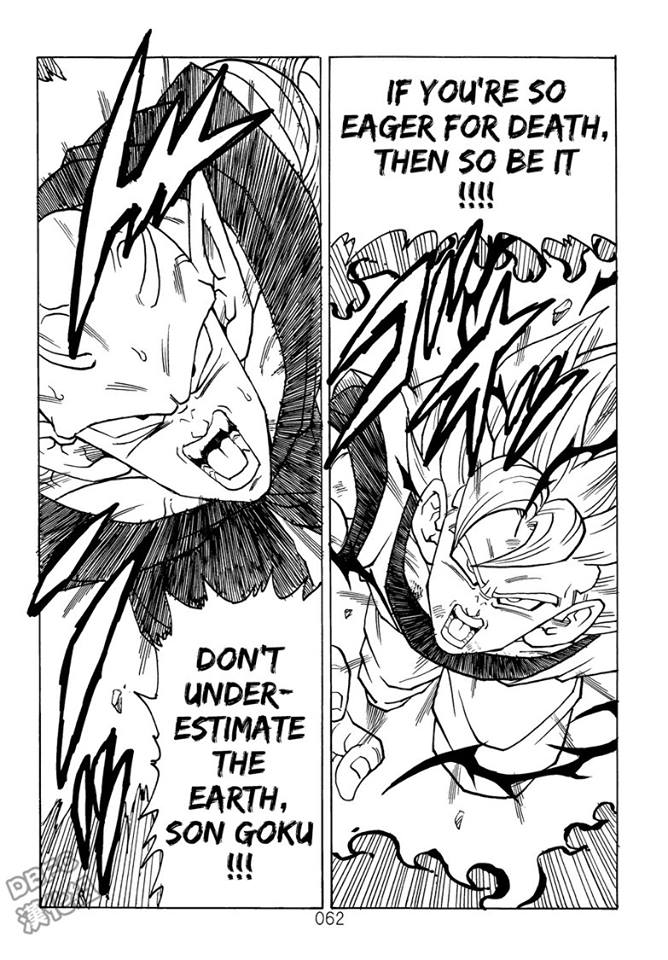 IF YOU'RE SO
EAGER FOR DEATH,
THEN SO BE IT
!!!!
DON'T
UNDER-
ESTIMATE
THE
EARTH,
SON GOKU
!!!
062